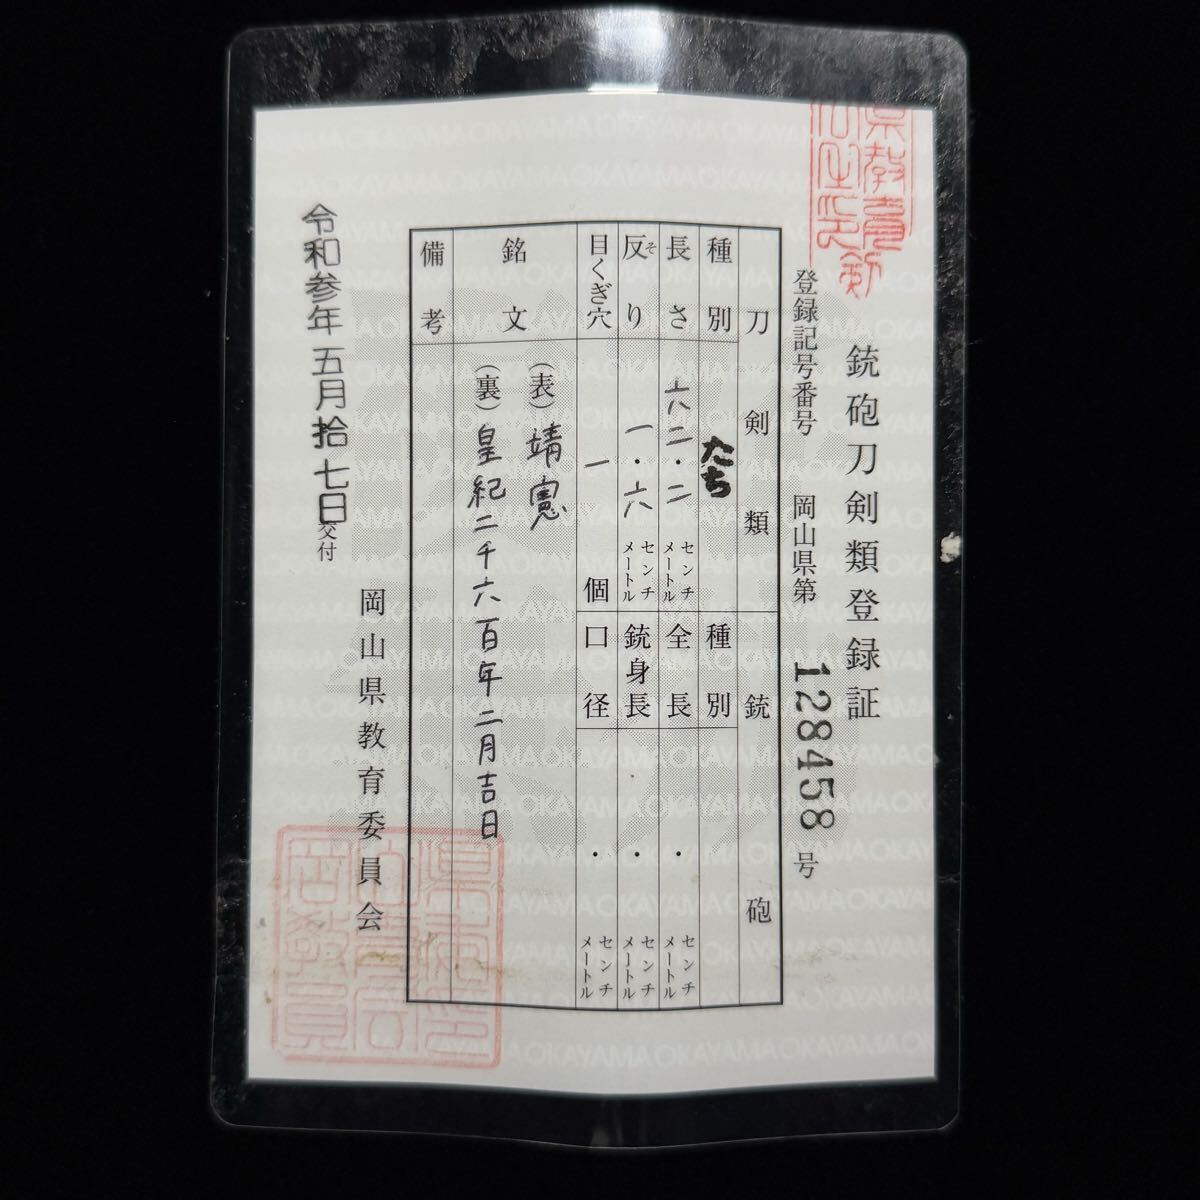 銃砲刀剣類登録証
登録記号番号 岡山県第 128458 号
刀剣類
種別 たち
長さ 六二・二 センチメートル
反り そ 一・六 センチメートル
目くぎ穴 一 個
銘文 (表) 靖憲
(裏) 皇紀二千六百年二月吉日
備考
銃砲
種別
全長 ・ センチメートル
銃身長 ・ センチメートル
口径 ・ センチメートル
令和参年五月拾七日交付
岡山県教育委員会